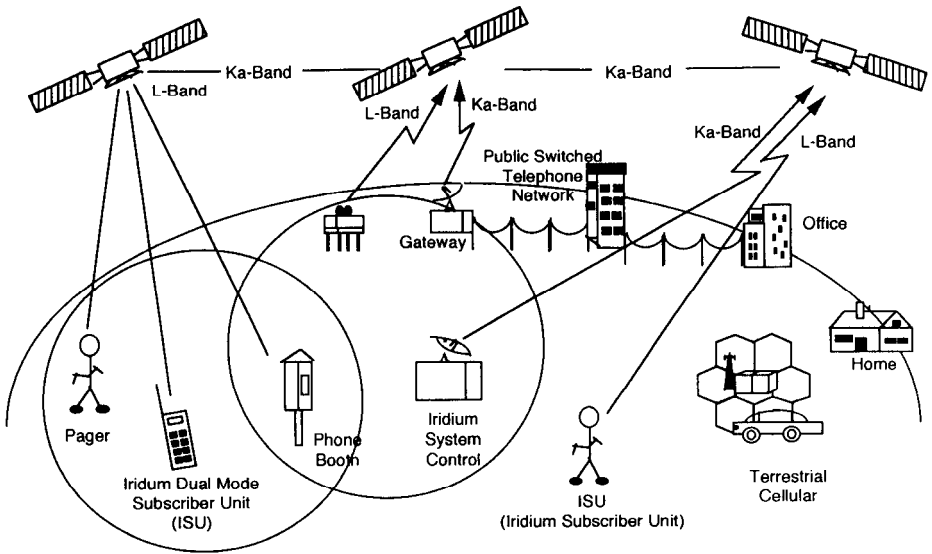 Ka-Band
Ka-Band
L-Band
L-Band
Ka-Band
Ka-Band
L-Band
Public Switched
Telephone
Network
Gateway
Office
Home
Pager
Phone
Booth
Iridium
System
Control
Iridum Dual Mode
Subscriber Unit
(ISU)
ISU
(Iridium Subscriber Unit)
Terrestrial
Cellular